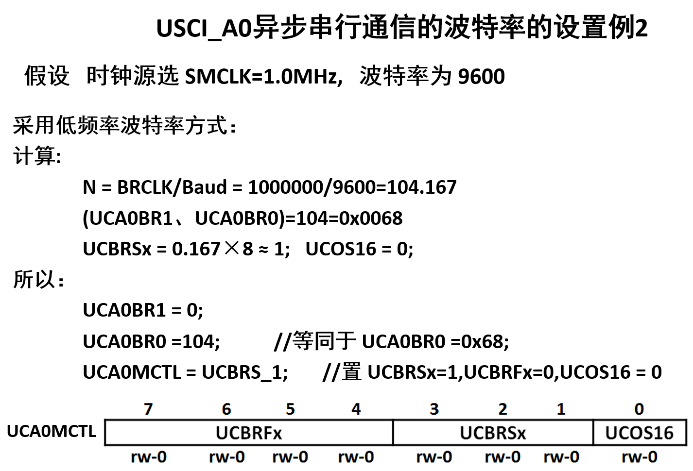 USCI_A0异步串行通信的波特率的设置例2
假设 时钟源选 SMCLK=1.0MHz, 波特率为 9600
采用低频率波特率方式：
计算:
N = BRCLK/Baud = 1000000/9600=104.167
(UCA0BR1、UCA0BR0)=104=0x0068
UCBRSx = 0.167×8 ≈ 1; UCOS16 = 0;
所以：
UCA0BR1 = 0;
UCA0BR0 =104; //等同于 UCA0BR0 =0x68;
UCA0MCTL = UCBRS_1; //置 UCBRSx=1,UCBRFx=0,UCOS16 = 0
7 6 5 4 3 2 1 0
UCA0MCTL UCBRFx UCBRSx UCOS16
rw-0 rw-0 rw-0 rw-0 rw-0 rw-0 rw-0 rw-0